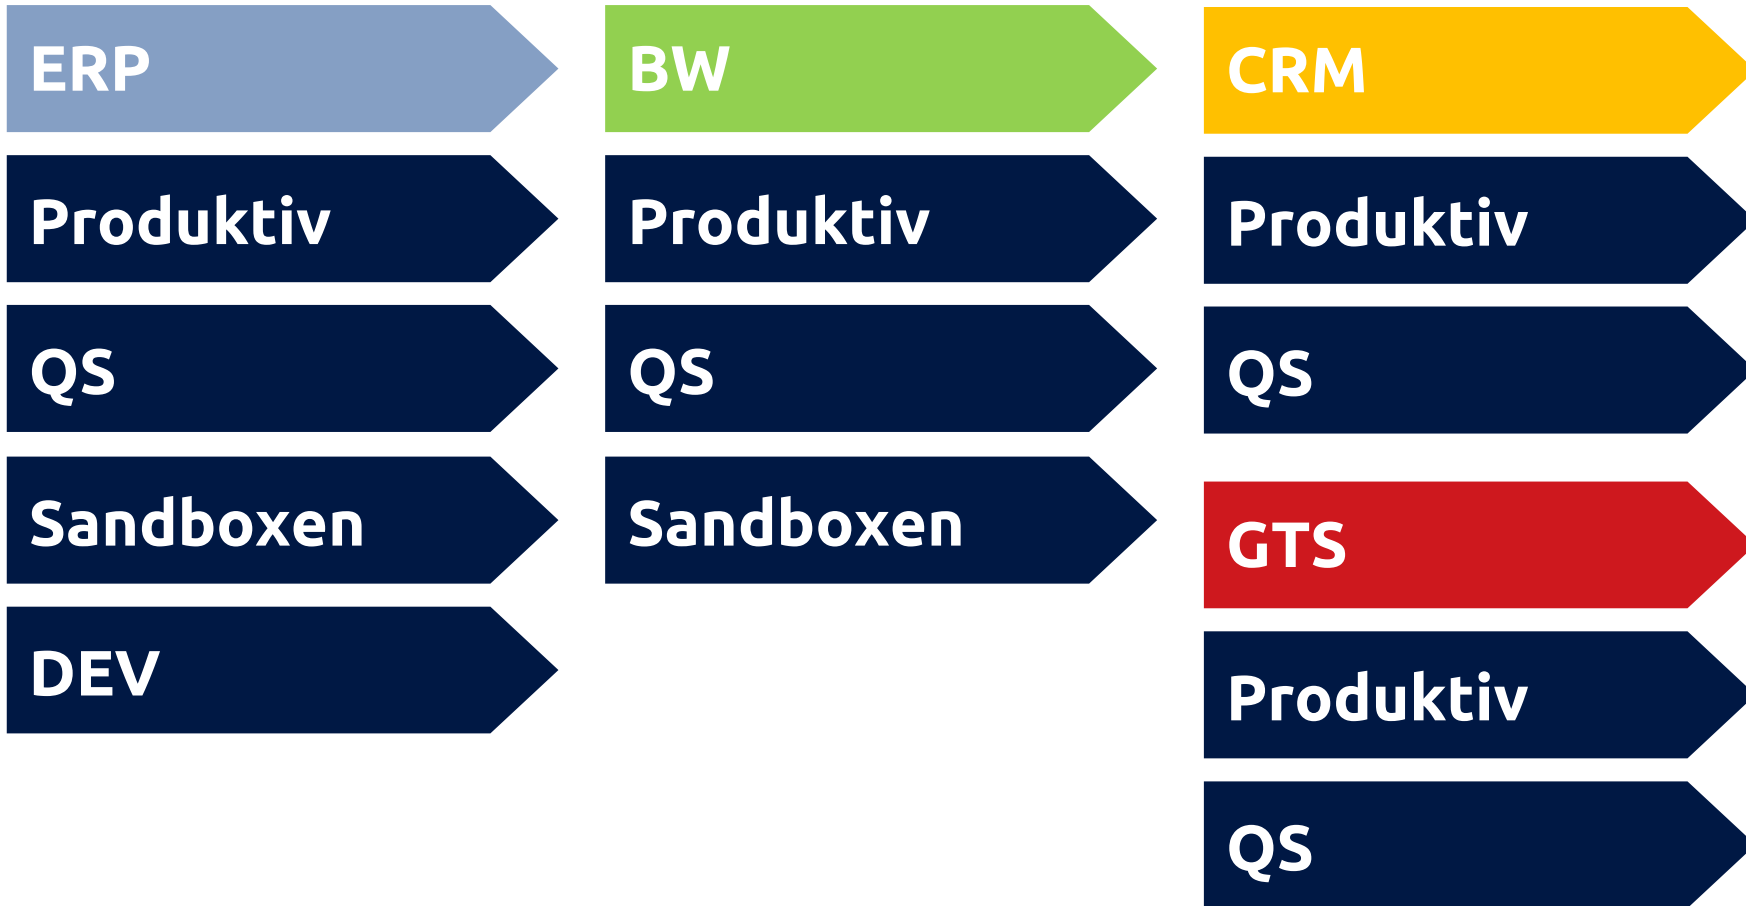 ERP
Produktiv
QS
Sandboxen
DEV
BW
Produktiv
QS
Sandboxen
CRM
Produktiv
QS
GTS
Produktiv
QS